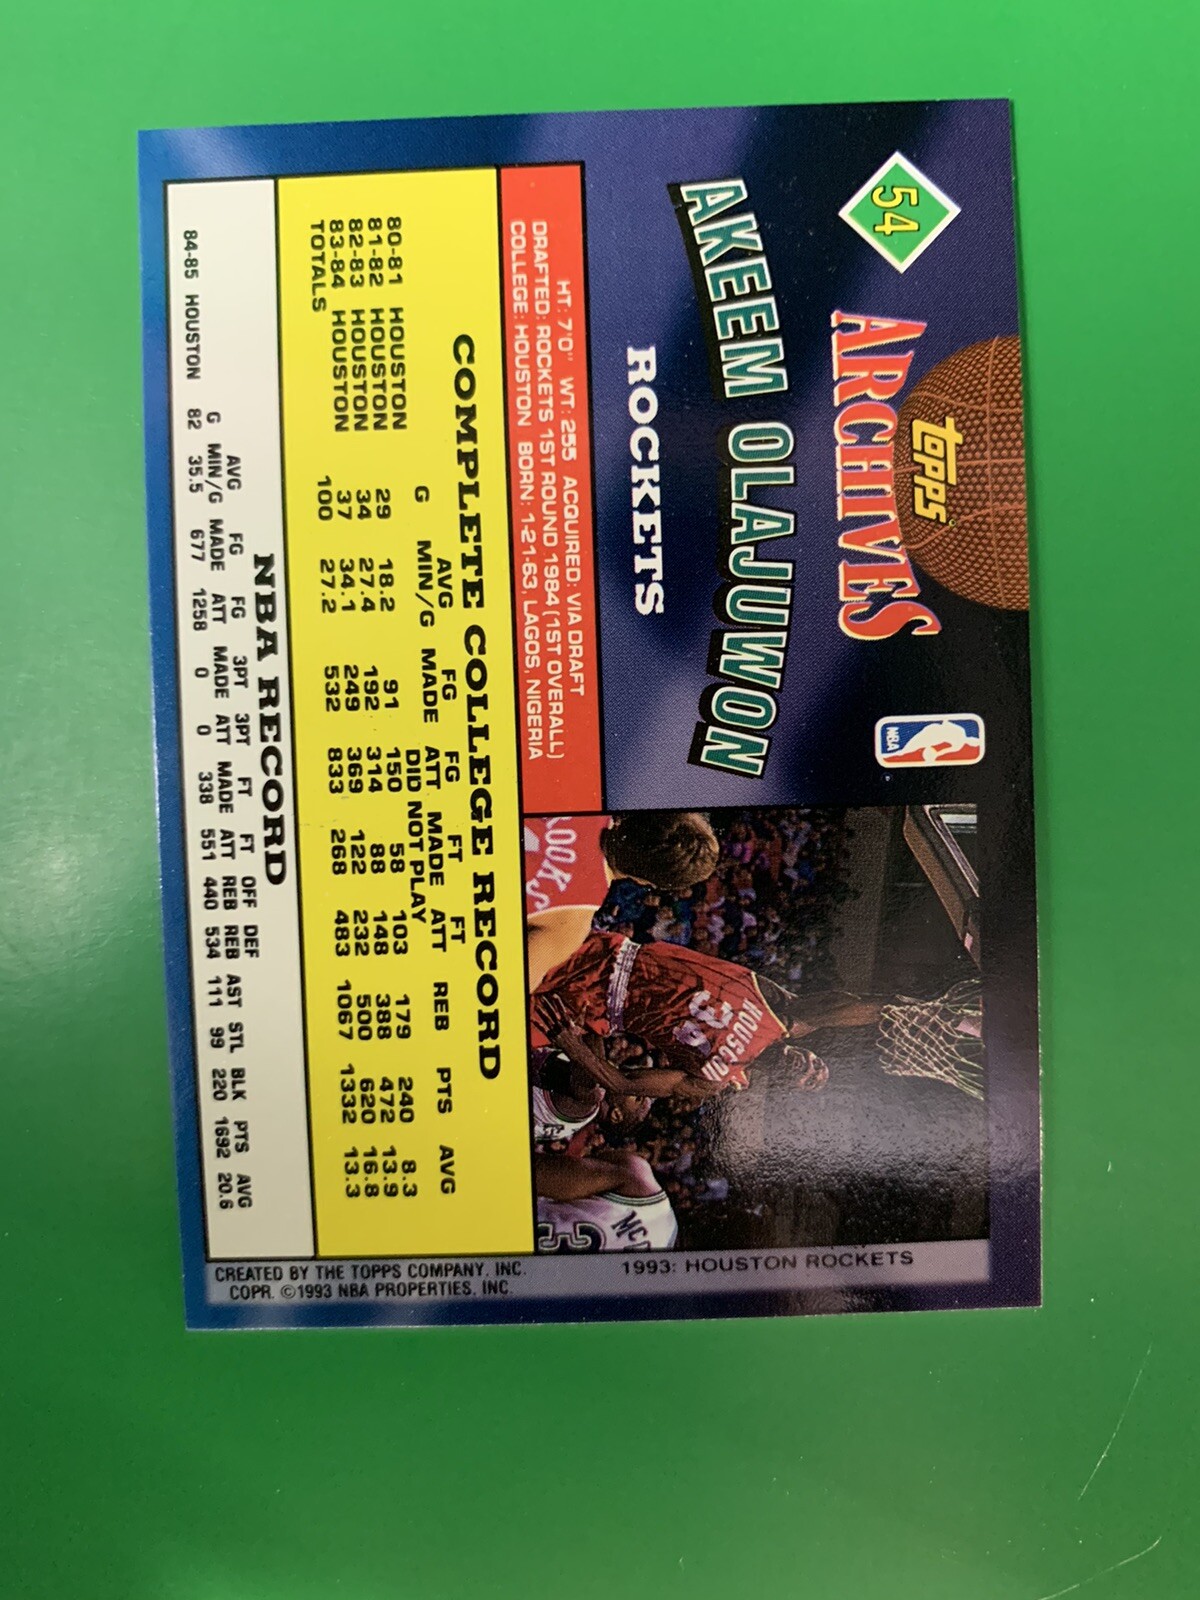 54
topps
ARCHIVES
NBA
AKEEM OLAJUWON
ROCKETS
HOUSTON
34
MC
3
HT: 7'0" WT: 255 ACQUIRED: VIA DRAFT
DRAFTED: ROCKETS 1ST ROUND, 1984 (1ST OVERALL)
COLLEGE: HOUSTON BORN: 1-21-63, LAGOS, NIGERIA
COMPLETE COLLEGE RECORD
AVG FG FG FT FT
G MIN/G MADE ATT MADE ATT REB PTS AVG
80-81 HOUSTON DID NOT PLAY
81-82 HOUSTON 29 18.2 91 150 58 103 179 240 8.3
82-83 HOUSTON 34 27.4 192 314 88 148 388 472 13.9
83-84 HOUSTON 37 34.1 249 369 122 232 500 620 16.8
TOTALS 100 27.2 532 833 268 483 1067 1332 13.3
NBA RECORD
AVG FG FG 3PT 3PT FT FT OFF DEF
G MIN/G MADE ATT MADE ATT MADE ATT REB REB AST STL BLK PTS AVG
84-85 HOUSTON 82 35.5 677 1258 0 0 338 551 440 534 111 99 220 1692 20.6
1993: HOUSTON ROCKETS
CREATED BY THE TOPPS COMPANY, INC.
COPR. ©1993 NBA PROPERTIES, INC.